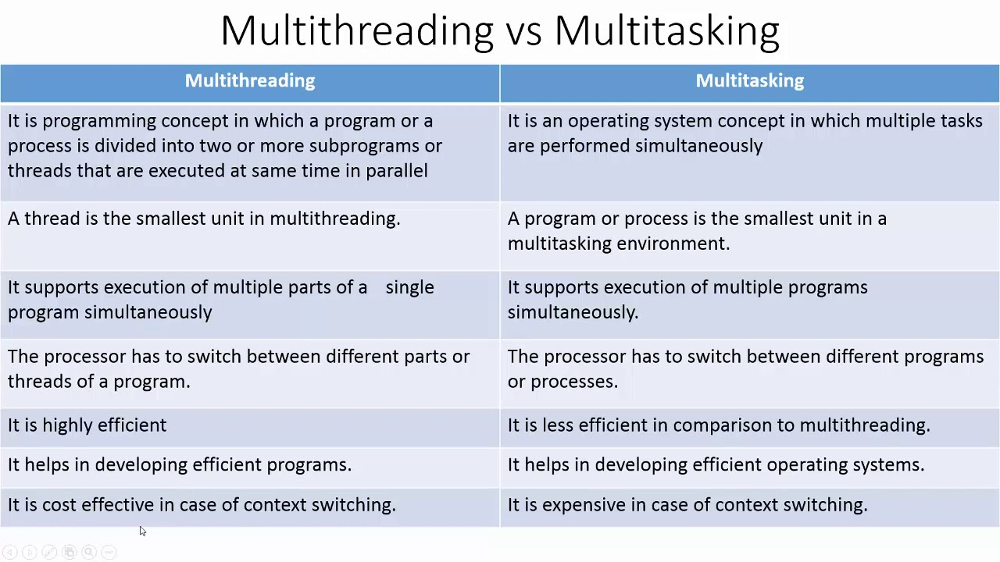 Multithreading vs Multitasking
Multithreading
Multitasking
It is programming concept in which a program or a
process is divided into two or more subprograms or
threads that are executed at same time in parallel
It is an operating system concept in which multiple tasks
are performed simultaneously
A thread is the smallest unit in multithreading.
A program or process is the smallest unit in a
multitasking environment.
It supports execution of multiple parts of a single
program simultaneously
It supports execution of multiple programs
simultaneously.
The processor has to switch between different parts or
threads of a program.
The processor has to switch between different programs
or processes.
It is highly efficient
It is less efficient in comparison to multithreading.
It helps in developing efficient programs.
It helps in developing efficient operating systems.
It is cost effective in case of context switching.
It is expensive in case of context switching.